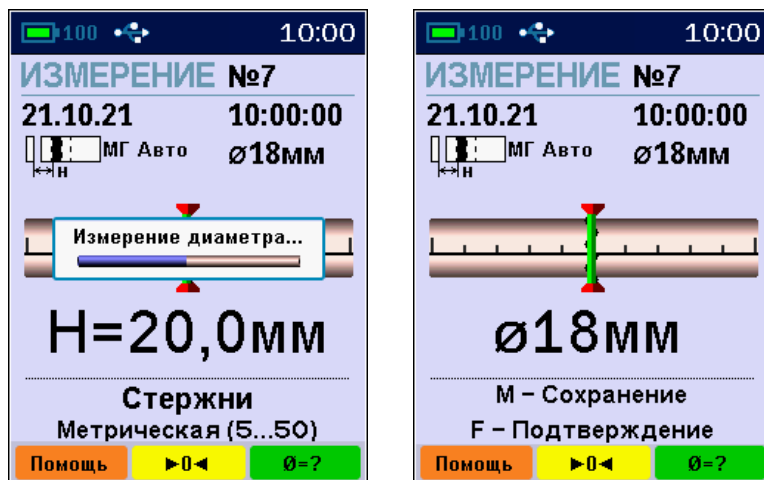 100 10:00
ИЗМЕРЕНИЕ №7
21.10.21 10:00:00
H МГ Авто ø18мм
Измерение диаметра...
H=20,0мм
Стержни
Метрическая (5...50)
Помощь ►0◄ Ø=?
100 10:00
ИЗМЕРЕНИЕ №7
21.10.21 10:00:00
H МГ Авто ø18мм
ø18мм
М – Сохранение
F – Подтверждение
Помощь ►0◄ Ø=?